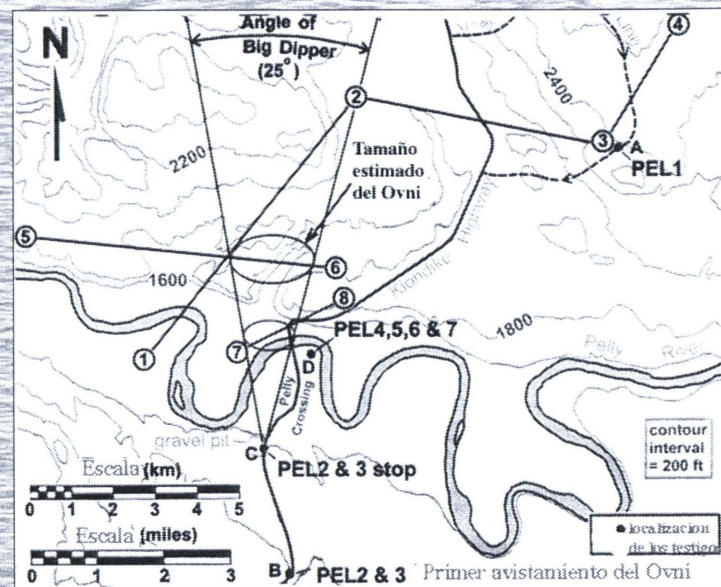 N
Angle of
Big Dipper
(25°)
4
2
2400
3
A
PEL1
Tamaño
estimado
del Ovni
2200
5
6
1600
8
Klondike Highway
1
7
PEL4,5,6 & 7
D
1800
Pelly River
Pelly Crossing
gravel pit
C
PEL2 & 3 stop
contour
interval
= 200 ft
Escala (km)
0 1 2 3 4 5
Escala (miles)
0 1 2 3
localizacion
de los testigos
B
PEL2 & 3
Primer avistamiento del Ovni